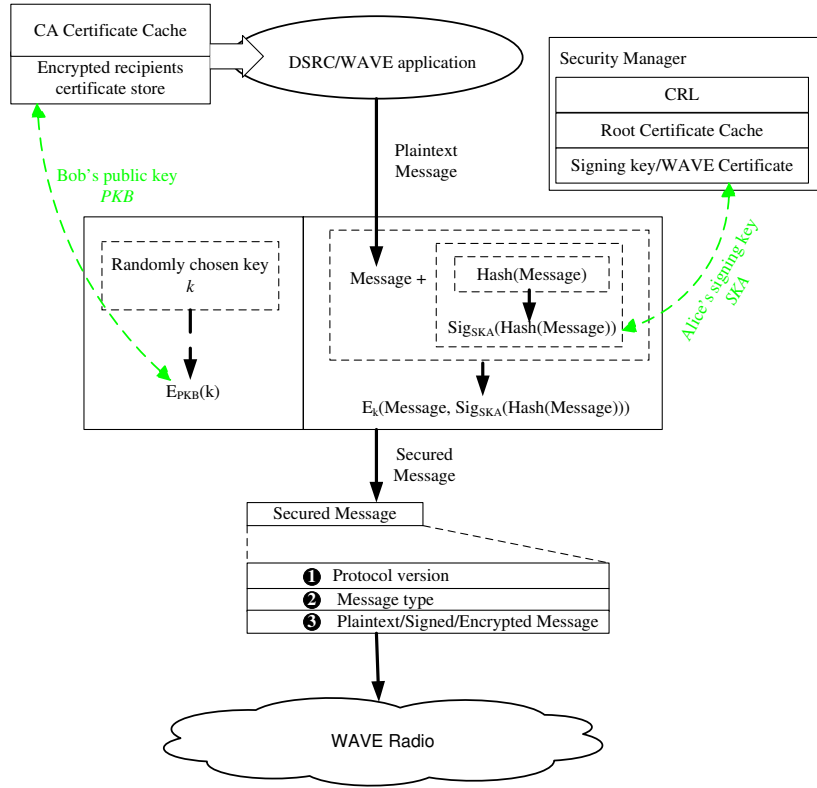 CA Certificate Cache
Encrypted recipients
certificate store
DSRC/WAVE application
Security Manager
CRL
Root Certificate Cache
Signing key/WAVE Certificate
Plaintext
Message
Bob's public key
PKB
Alice's signing key
SKA
Randomly chosen key
k
EPKB(k)
Message +
Hash(Message)
SigSKA(Hash(Message))
Ek(Message, SigSKA(Hash(Message)))
Secured
Message
Secured Message
1 Protocol version
2 Message type
3 Plaintext/Signed/Encrypted Message
WAVE Radio